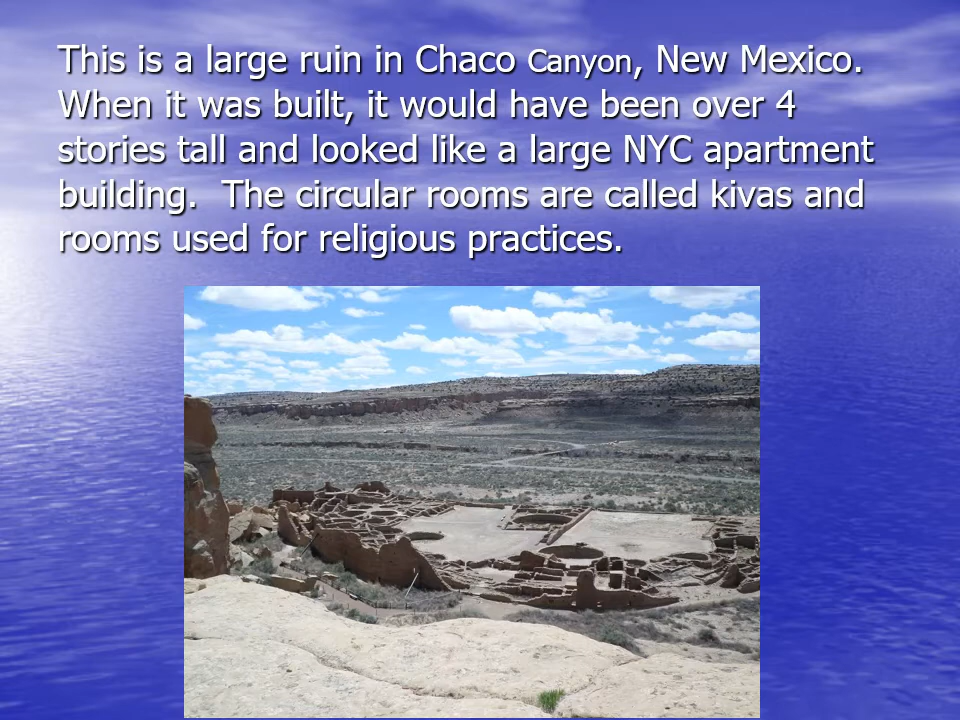 This is a large ruin in Chaco Canyon, New Mexico.
When it was built, it would have been over 4
stories tall and looked like a large NYC apartment
building.  The circular rooms are called kivas and
rooms used for religious practices.